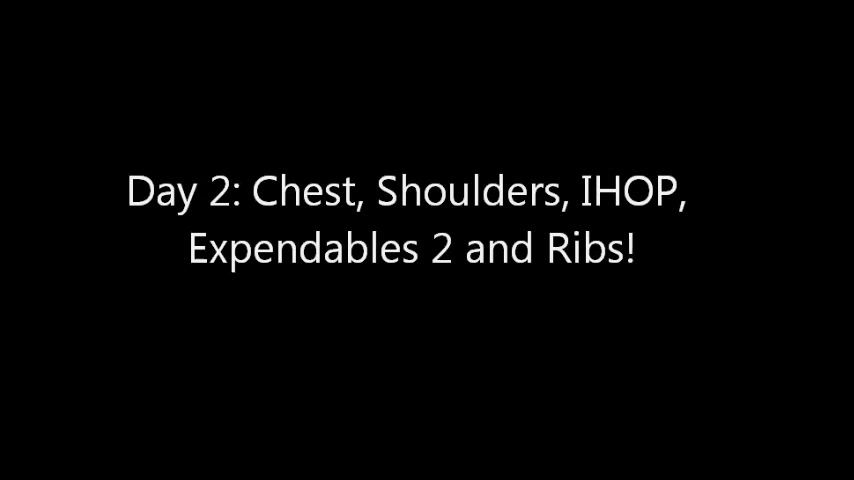 Day 2: Chest, Shoulders, IHOP,
Expendables 2 and Ribs!